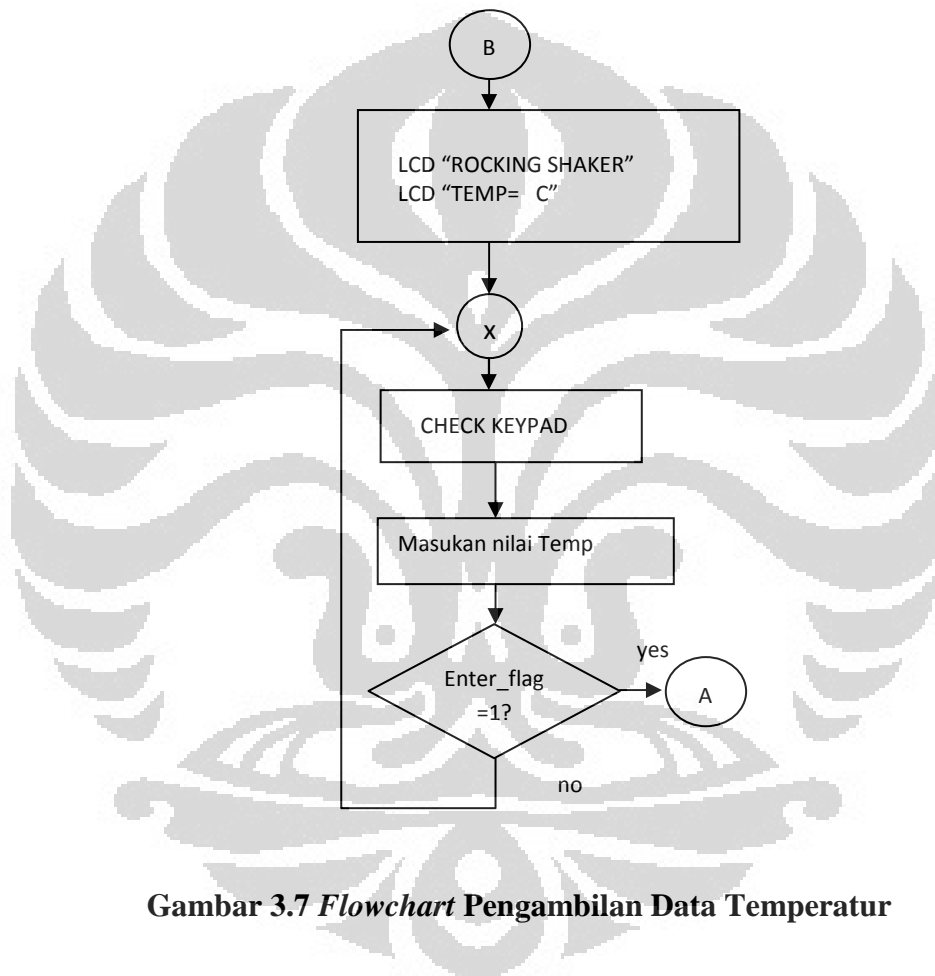 B
LCD “ROCKING SHAKER”
LCD “TEMP=   C”
x
CHECK KEYPAD
Masukan nilai Temp
Enter_flag
=1?
yes
A
no
Gambar 3.7 Flowchart Pengambilan Data Temperatur